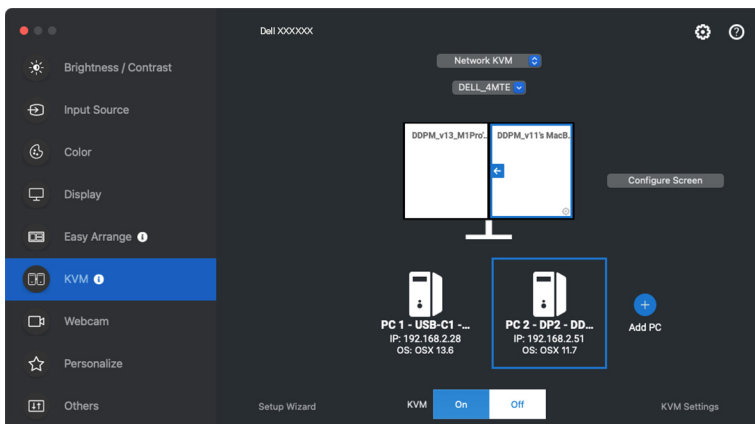 Dell XXXXXX
Brightness / Contrast
Input Source
Color
Display
Easy Arrange
KVM
Webcam
Personalize
Others
Network KVM
DELL_4MTE
DDPM_v13_M1Pro'..
DDPM_v11's MacB.
Configure Screen
PC 1 - USB-C1 -...
IP: 192.168.2.28
OS: OSX 13.6
PC 2 - DP2 - DD...
IP: 192.168.2.51
OS: OSX 11.7
Add PC
Setup Wizard
KVM
On
Off
KVM Settings